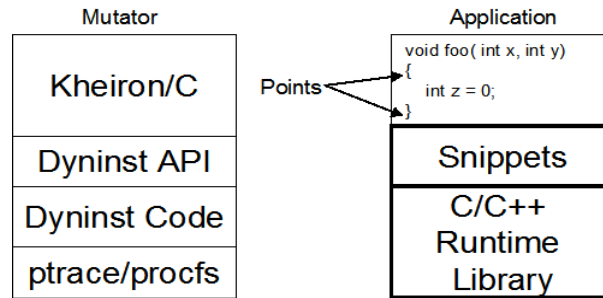 Mutator
Kheiron/C
Dyninst API
Dyninst Code
ptrace/procfs
Points
Application
void foo( int x, int y)
{
int z = 0;
}
Snippets
C/C++
Runtime
Library